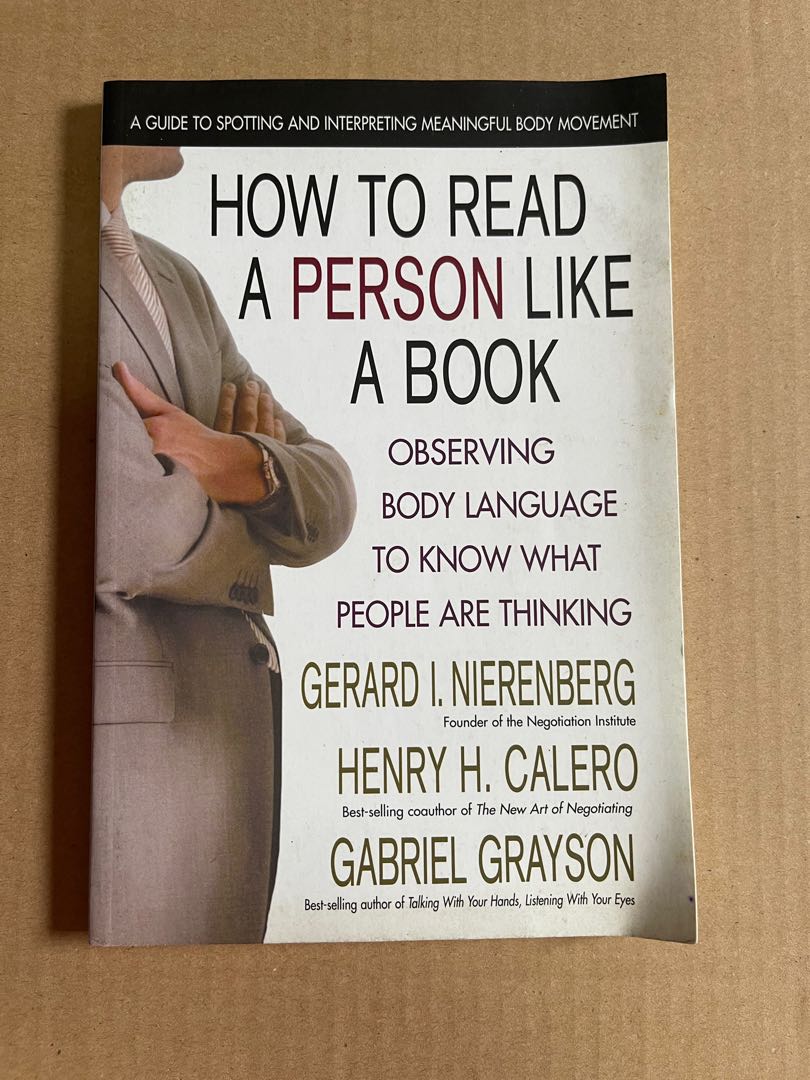 A GUIDE TO SPOTTING AND INTERPRETING MEANINGFUL BODY MOVEMENT
HOW TO READ
A PERSON LIKE
A BOOK
OBSERVING
BODY LANGUAGE
TO KNOW WHAT
PEOPLE ARE THINKING
GERARD I. NIERENBERG
Founder of the Negotiation Institute
HENRY H. CALERO
Best-selling coauthor of The New Art of Negotiating
GABRIEL GRAYSON
Best-selling author of Talking With Your Hands, Listening With Your Eyes